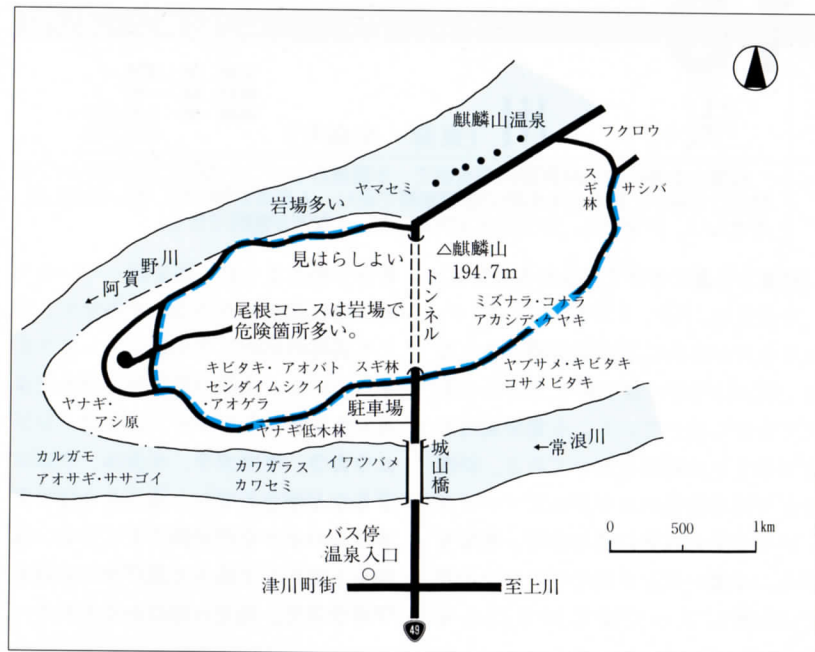 麒麟山温泉
フクロウ
ヤマセミ
スギ林
サシバ
岩場多い
見はらしよい
△麒麟山
194.7m
トンネル
←阿賀野川
尾根コースは岩場で
危険箇所多い。
ミズナラ・コナラ
アカシデ・ケヤキ
キビタキ・アオバト
センダイムシクイ
・アオゲラ
スギ林
ヤブサメ・キビタキ
コサメビタキ
ヤナギ・
アシ原
駐車場
ヤナギ低木林
カルガモ
アオサギ・ササゴイ
カワガラス
カワセミ
イワツバメ
城山橋
←常浪川
バス停
温泉入口
津川町街
至上川
49
0 500 1km